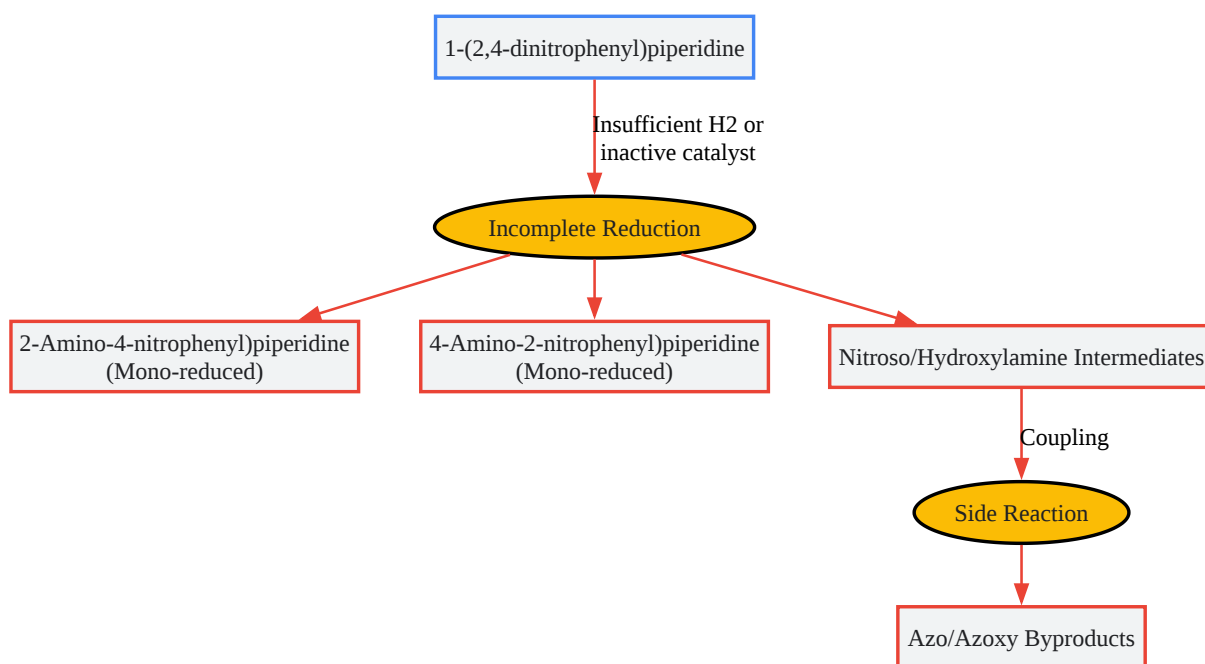 1-(2,4-dinitrophenyl)piperidine
Insufficient H2 or
inactive catalyst
Incomplete Reduction
2-Amino-4-nitrophenyl)piperidine
(Mono-reduced)
4-Amino-2-nitrophenyl)piperidine
(Mono-reduced)
Nitroso/Hydroxylamine Intermediates
Coupling
Side Reaction
Azo/Azoxy Byproducts